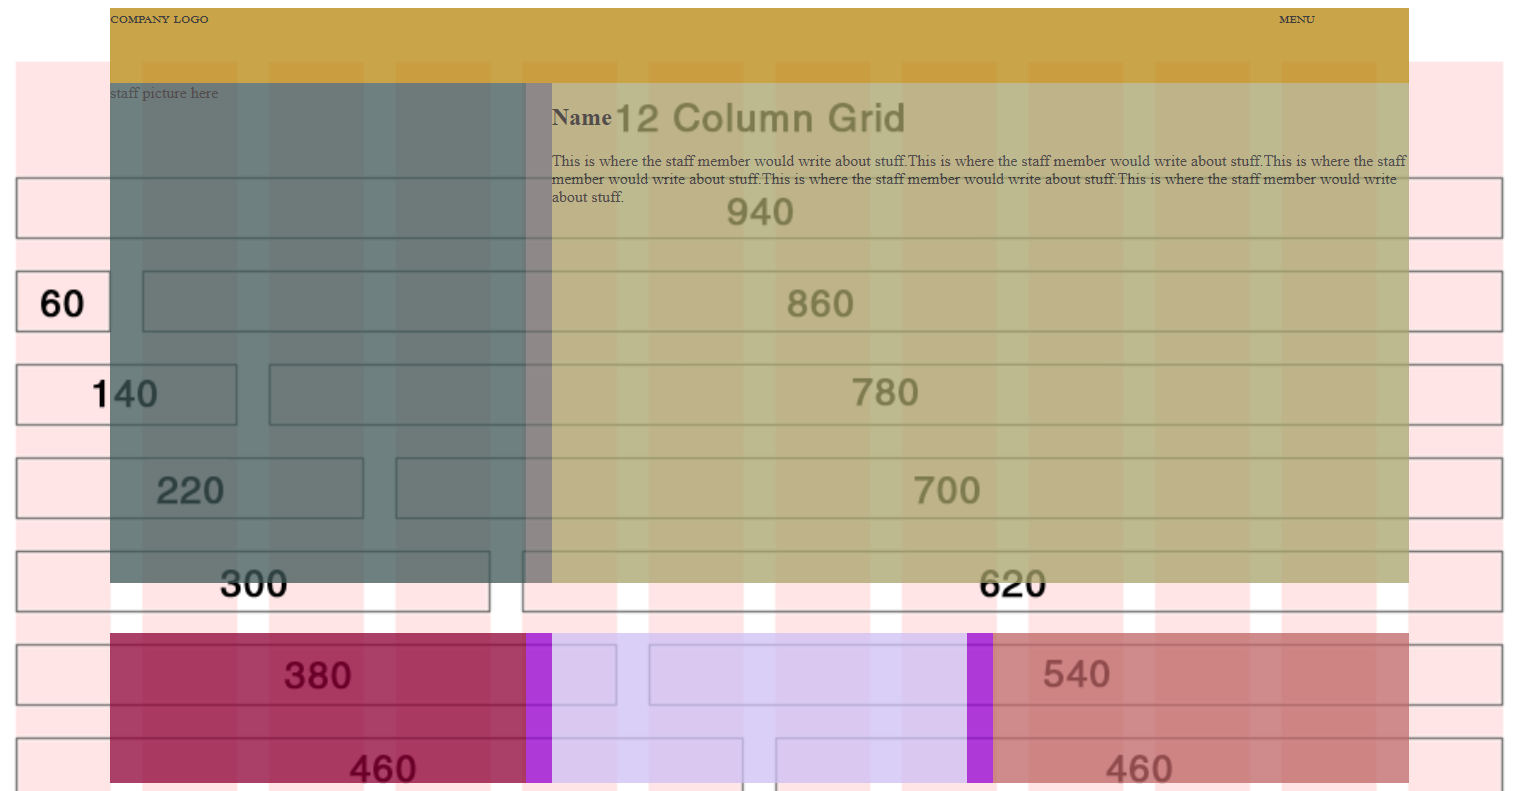 COMPANY LOGO MENU
staff picture here
Name 12 Column Grid
This is where the staff member would write about stuff.This is where the staff member would write about stuff.This is where the staff
member would write about stuff.This is where the staff member would write about stuff.This is where the staff member would write
about stuff.
940
60 860
140 780
220 700
300 620
380 540
460 460